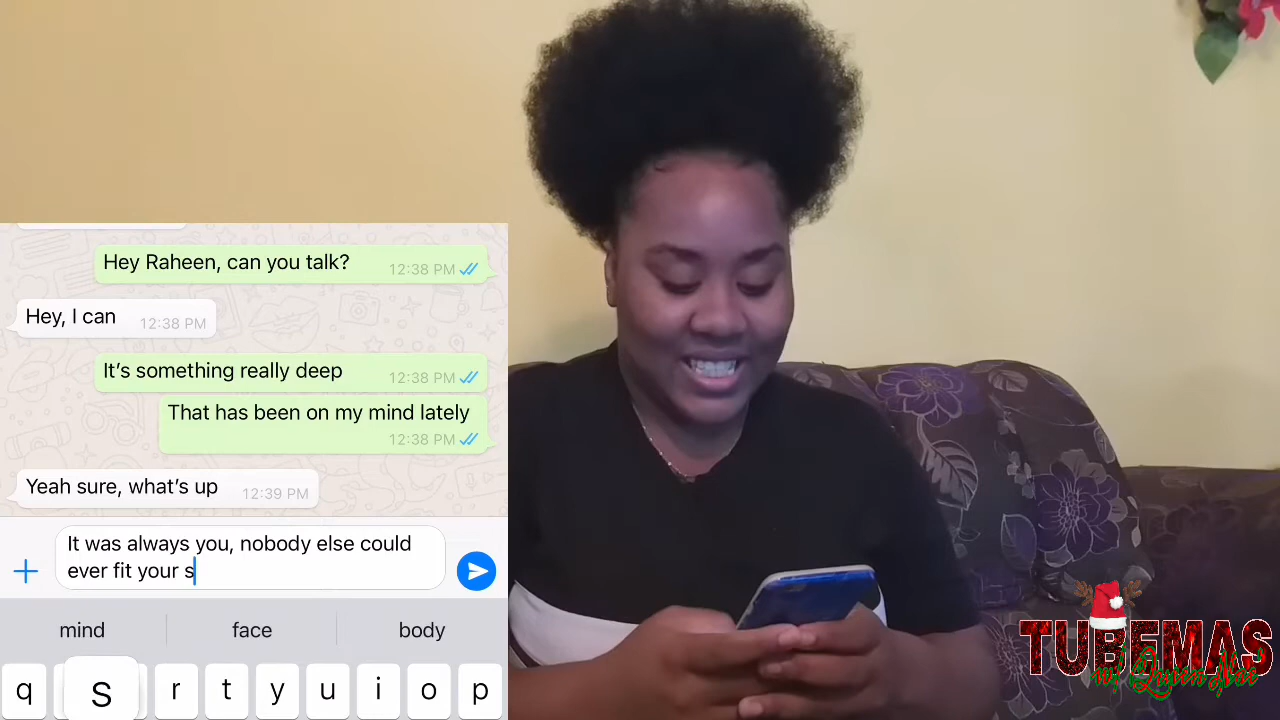 Hey Raheen, can you talk?
12:38 PM
Hey, I can
12:38 PM
It's something really deep
12:38 PM
That has been on my mind lately
12:38 PM
Yeah sure, what's up
12:39 PM
It was always you, nobody else could
ever fit your s
mind face body
q S r t y u i o p
TUBEMAS
w/ Queen Nae